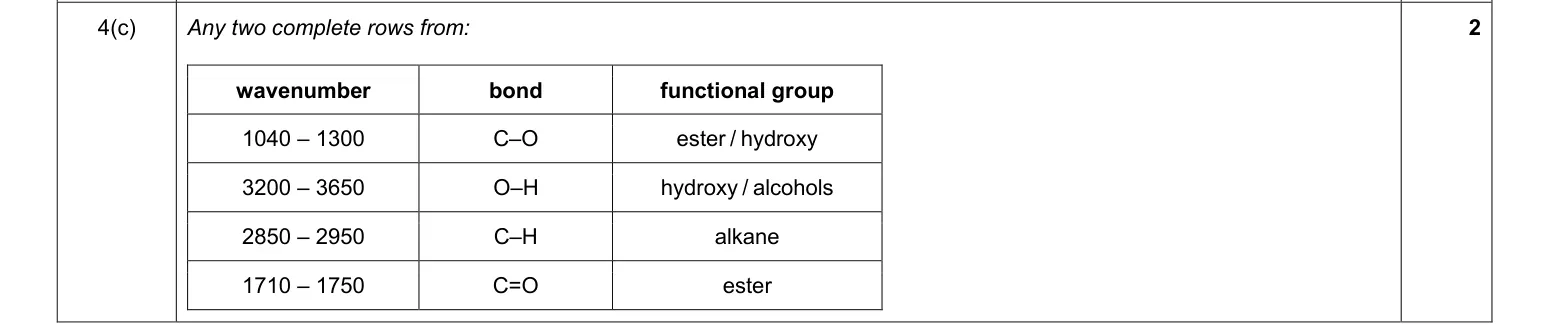 4(c) Any two complete rows from: 2
wavenumber bond functional group
1040 – 1300 C–O ester / hydroxy
3200 – 3650 O–H hydroxy / alcohols
2850 – 2950 C–H alkane
1710 – 1750 C=O ester